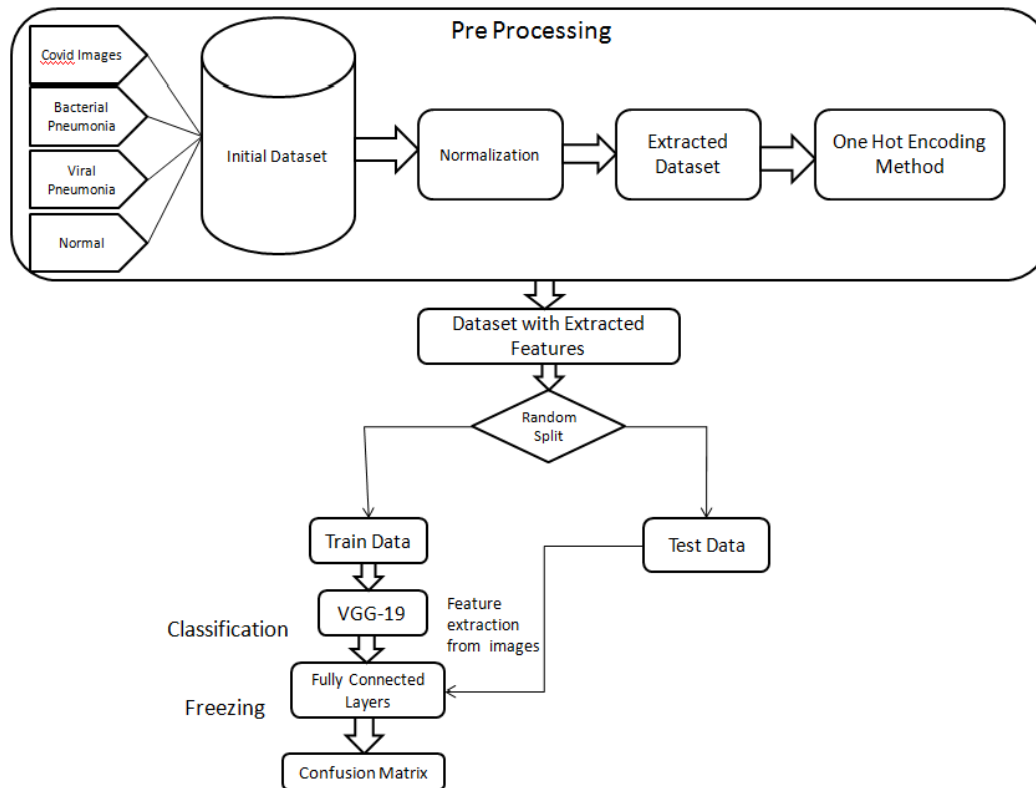 Pre Processing
Covid Images
Bacterial
Pneumonia
Viral
Pneumonia
Normal
Initial Dataset
Normalization
Extracted
Dataset
One Hot Encoding
Method
Dataset with Extracted
Features
Random
Split
Train Data
Test Data
VGG-19
Feature
extraction
from images
Classification
Fully Connected
Layers
Freezing
Confusion Matrix